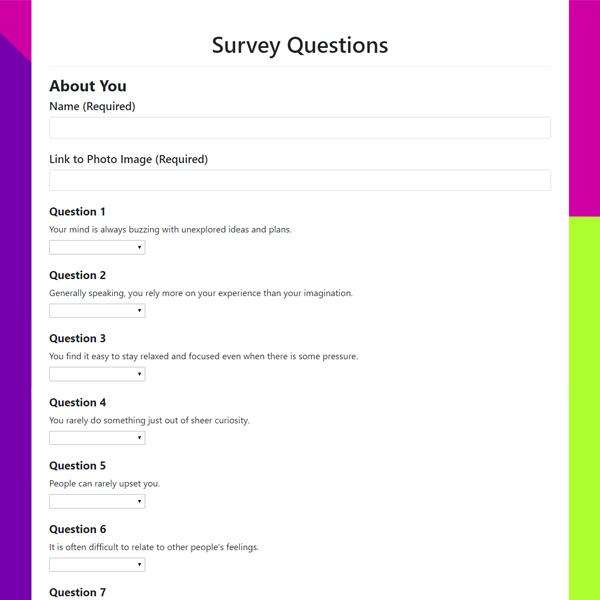 Survey Questions
About You
Name (Required)
Link to Photo Image (Required)
Question 1
Your mind is always buzzing with unexplored ideas and plans.
Question 2
Generally speaking, you rely more on your experience than your imagination.
Question 3
You find it easy to stay relaxed and focused even when there is some pressure.
Question 4
You rarely do something just out of sheer curiosity.
Question 5
People can rarely upset you.
Question 6
It is often difficult to relate to other people's feelings.
Question 7